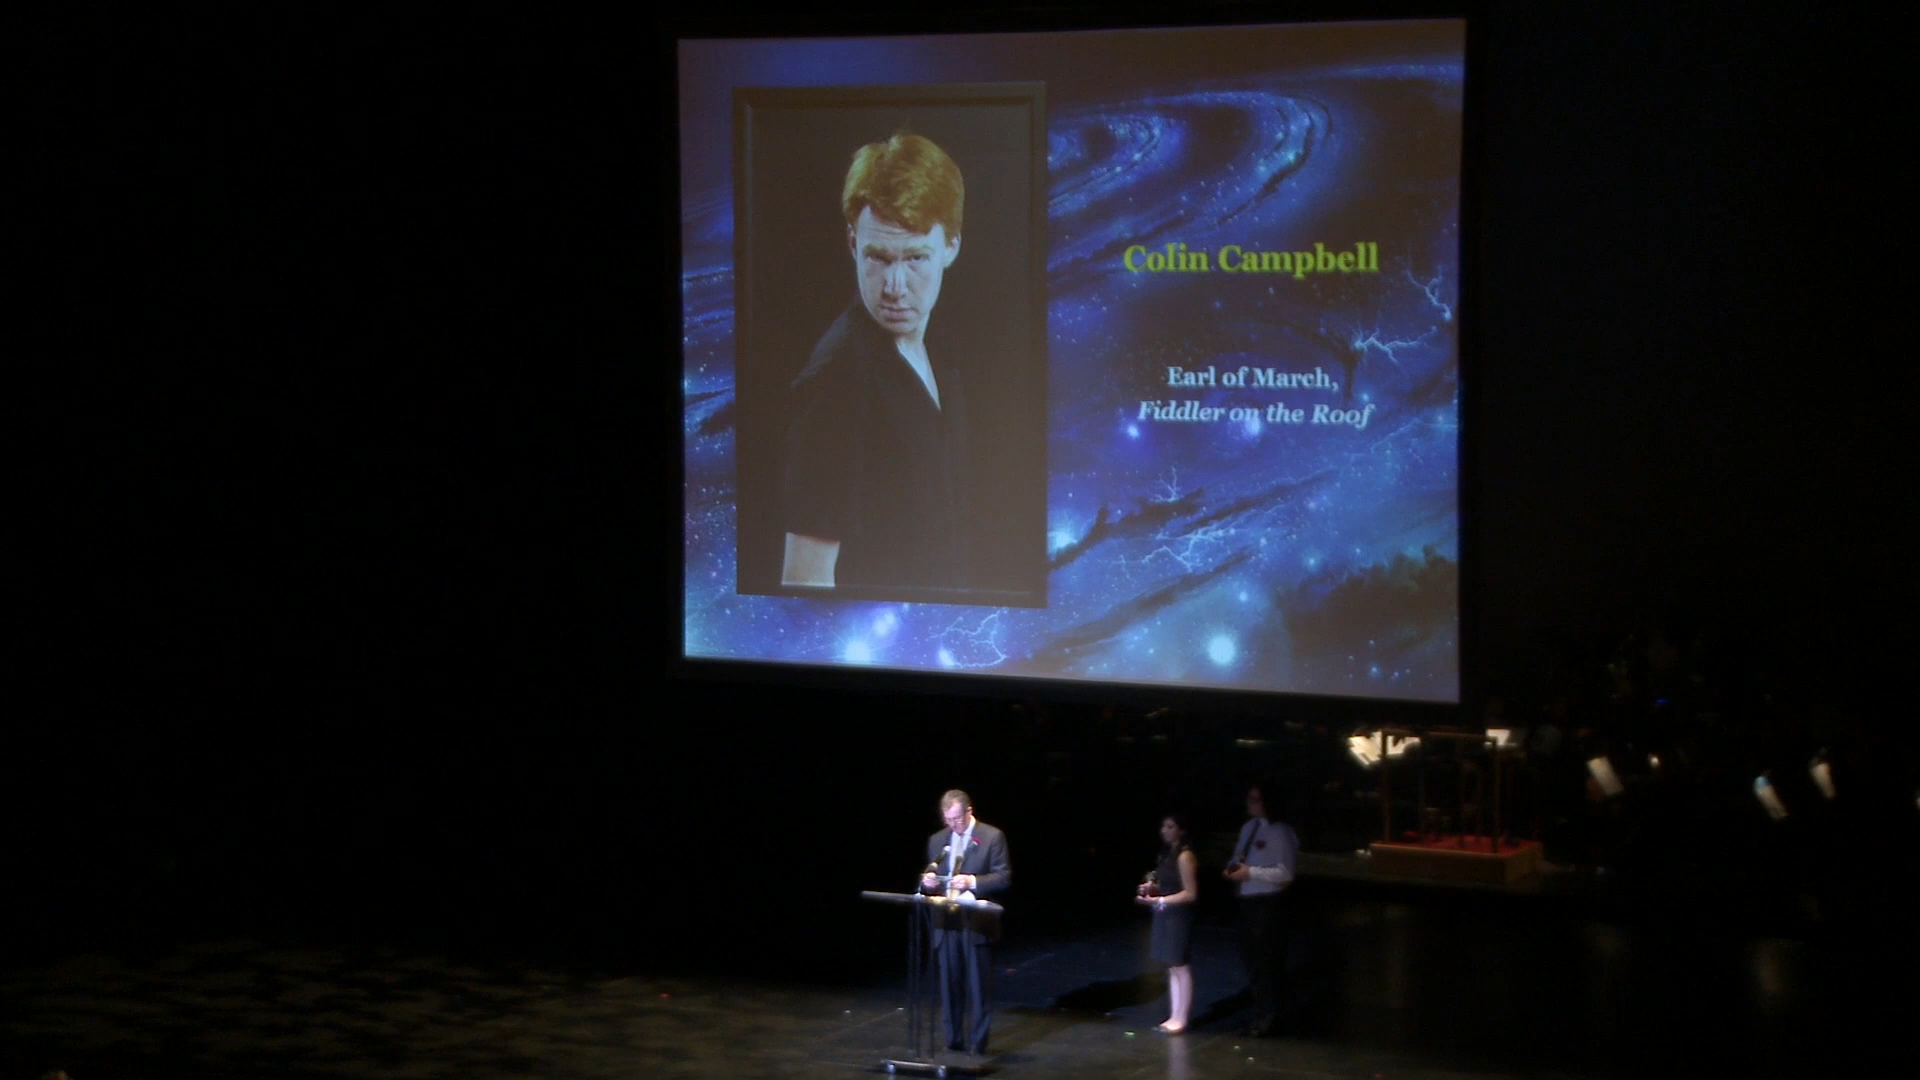 Colin Campbell
Earl of March,
Fiddler on the Roof